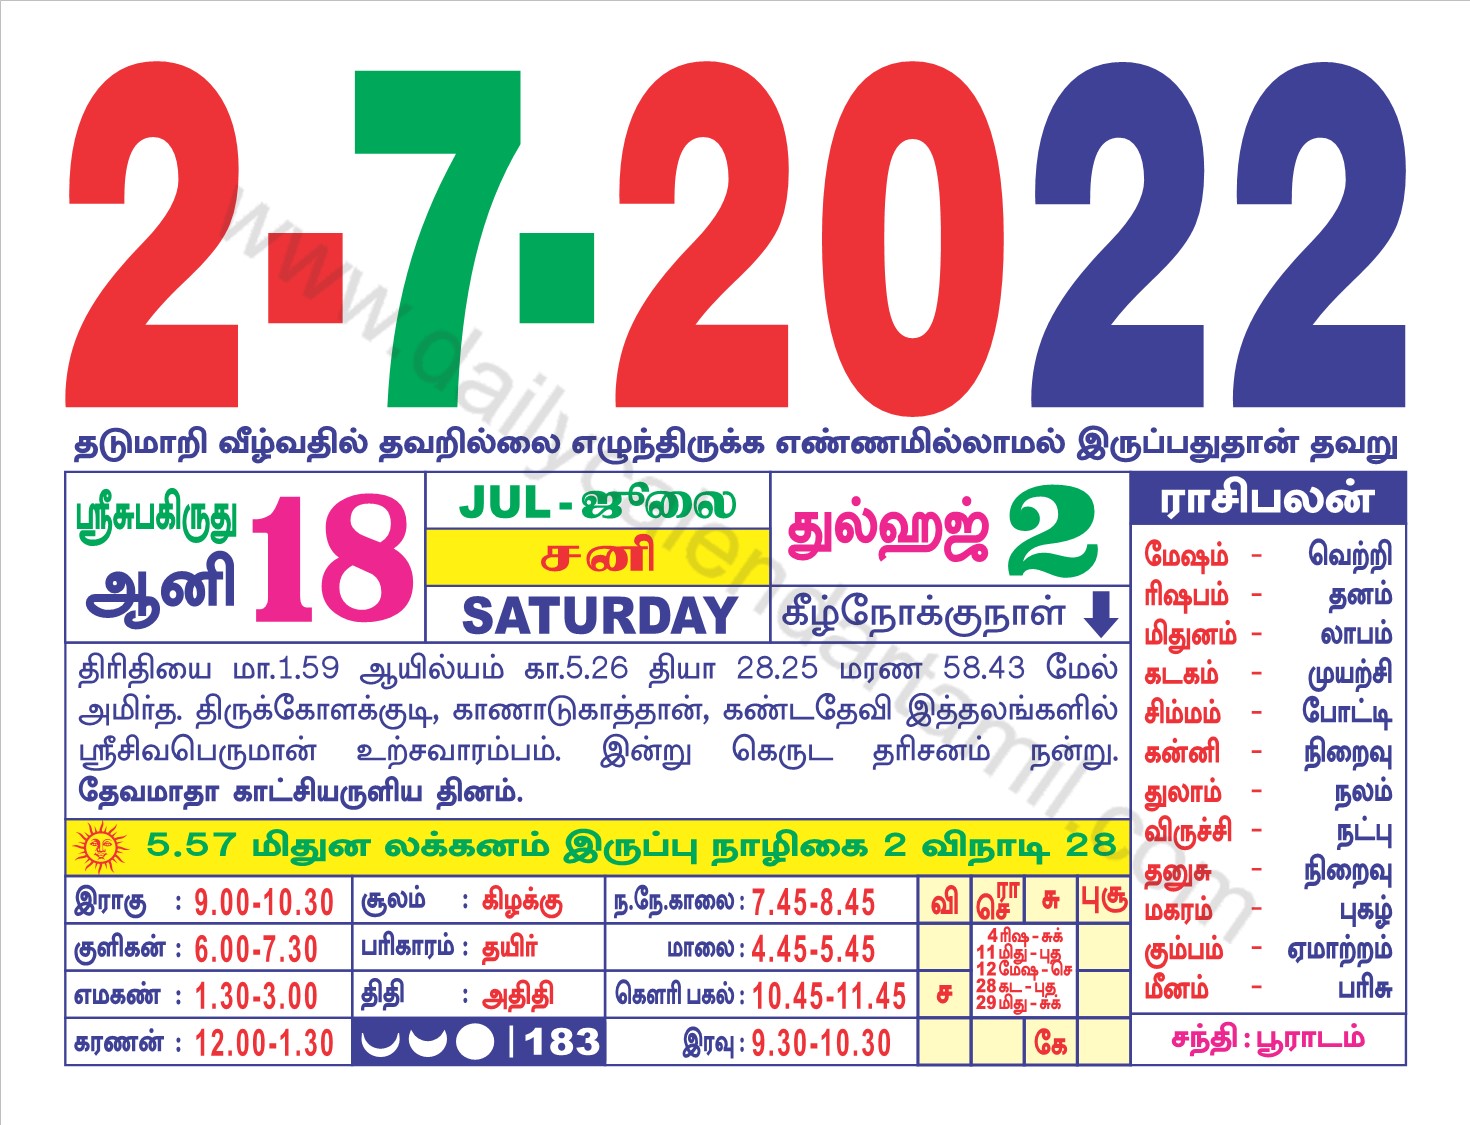 2-7-2022
தடுமாறி வீழ்வதில் தவறில்லை எழுந்திருக்க எண்ணமில்லாமல் இருப்பதுதான் தவறு
ஸ்ரீசுபகிருது
ஆனி 18
JUL - ஜூலை
சனி
SATURDAY
துல்ஹஜ் 2
கீழ்நோக்குநாள்
திரிதியை மா.1.59 ஆயில்யம் கா.5.26 தியா 28.25 மரண 58.43 மேல்
அமிர்த. திருக்கோளக்குடி, காணாடுகாத்தான், கண்டதேவி இத்தலங்களில்
ஸ்ரீசிவபெருமான் உற்சவாரம்பம். இன்று கெருட தரிசனம் நன்று.
தேவமாதா காட்சியருளிய தினம்.
5.57 மிதுன லக்கனம் இருப்பு நாழிகை 2 விநாடி 28
இராகு : 9.00-10.30
குளிகன் : 6.00-7.30
எமகண் : 1.30-3.00
கரணன் : 12.00-1.30
சூலம் : கிழக்கு
பரிகாரம் : தயிர்
திதி : அதிதி
183
ந.நே.காலை : 7.45-8.45
மாலை : 4.45-5.45
கௌரி பகல் : 10.45-11.45
இரவு : 9.30-10.30
வி
ரா
செ
சு
புசூ
ச
4 ரிஷ - சுக்
11 மிது - புத
12 மேஷ - செ
28 கட - புத
29 மிது - சுக்
கே
ராசிபலன்
மேஷம் - வெற்றி
ரிஷபம் - தனம்
மிதுனம் - லாபம்
கடகம் - முயற்சி
சிம்மம் - போட்டி
கன்னி - நிறைவு
துலாம் - நலம்
விருச்சி - நட்பு
தனுசு - நிறைவு
மகரம் - புகழ்
கும்பம் - ஏமாற்றம்
மீனம் - பரிசு
சந்தி : பூராடம்
www.dailycalendartamil.com